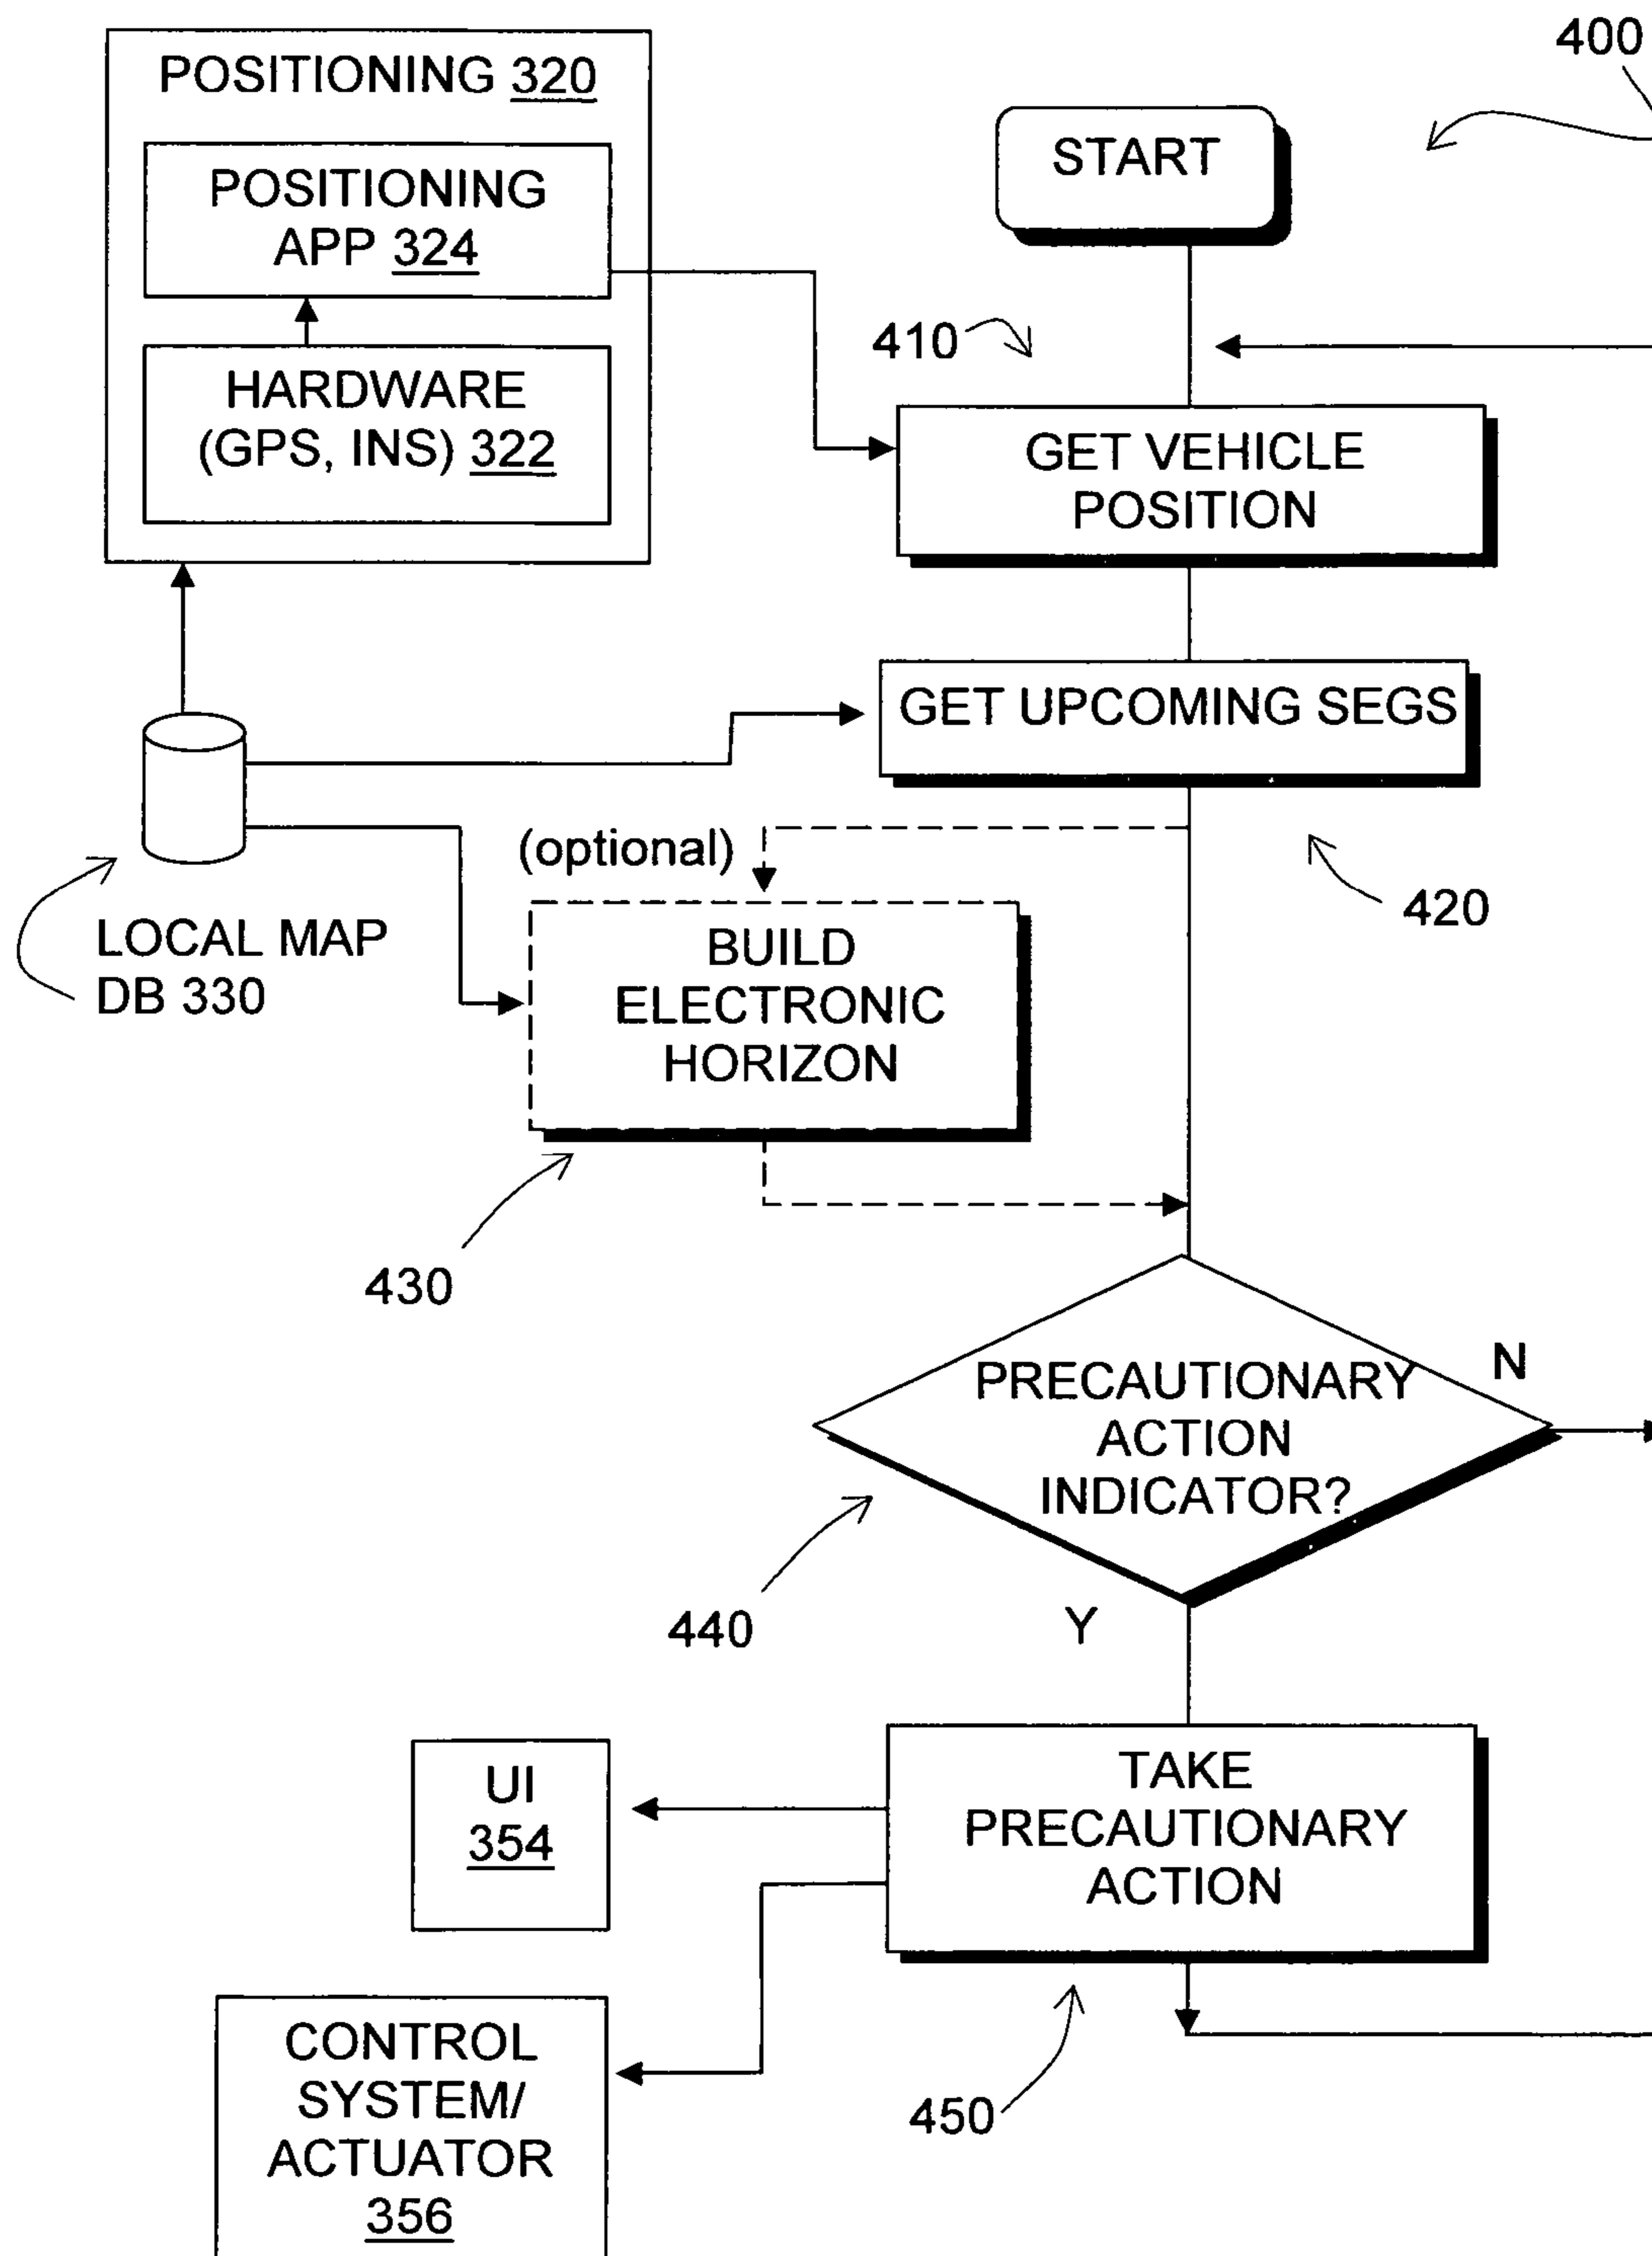 400
POSITIONING 320
POSITIONING
APP 324
HARDWARE
(GPS, INS) 322
START
410
GET VEHICLE
POSITION
GET UPCOMING SEGS
420
LOCAL MAP
DB 330
(optional)
BUILD
ELECTRONIC
HORIZON
430
PRECAUTIONARY
ACTION
INDICATOR?
N
440
Y
TAKE
PRECAUTIONARY
ACTION
UI
354
450
CONTROL
SYSTEM/
ACTUATOR
356